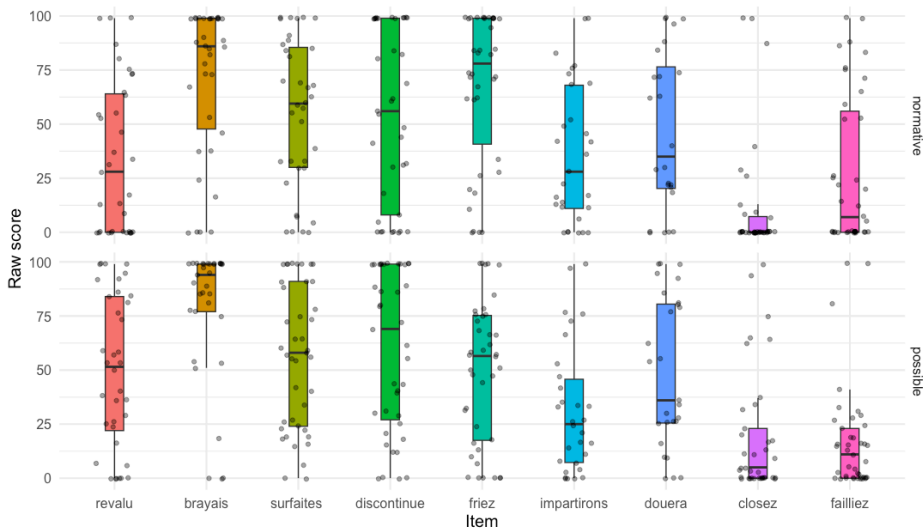 100
75
50
25
0
normative
100
75
50
25
0
possible
Raw score
revalu brayais surfaites discontinue friez impartirons douera closez failliez
Item